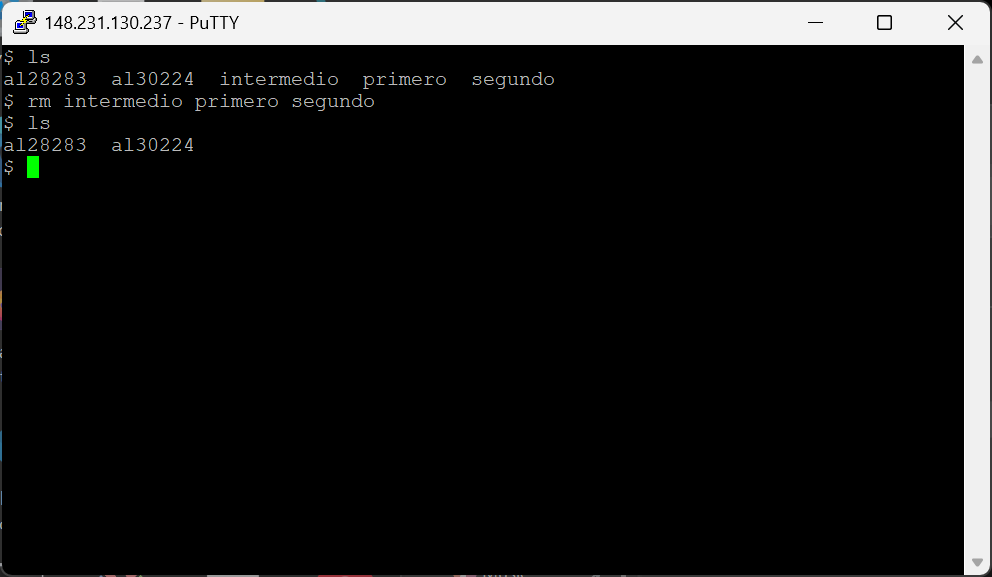 148.231.130.237 - PuTTY
$ ls
al28283  al30224  intermedio  primero  segundo
$ rm intermedio primero segundo
$ ls
al28283  al30224
$